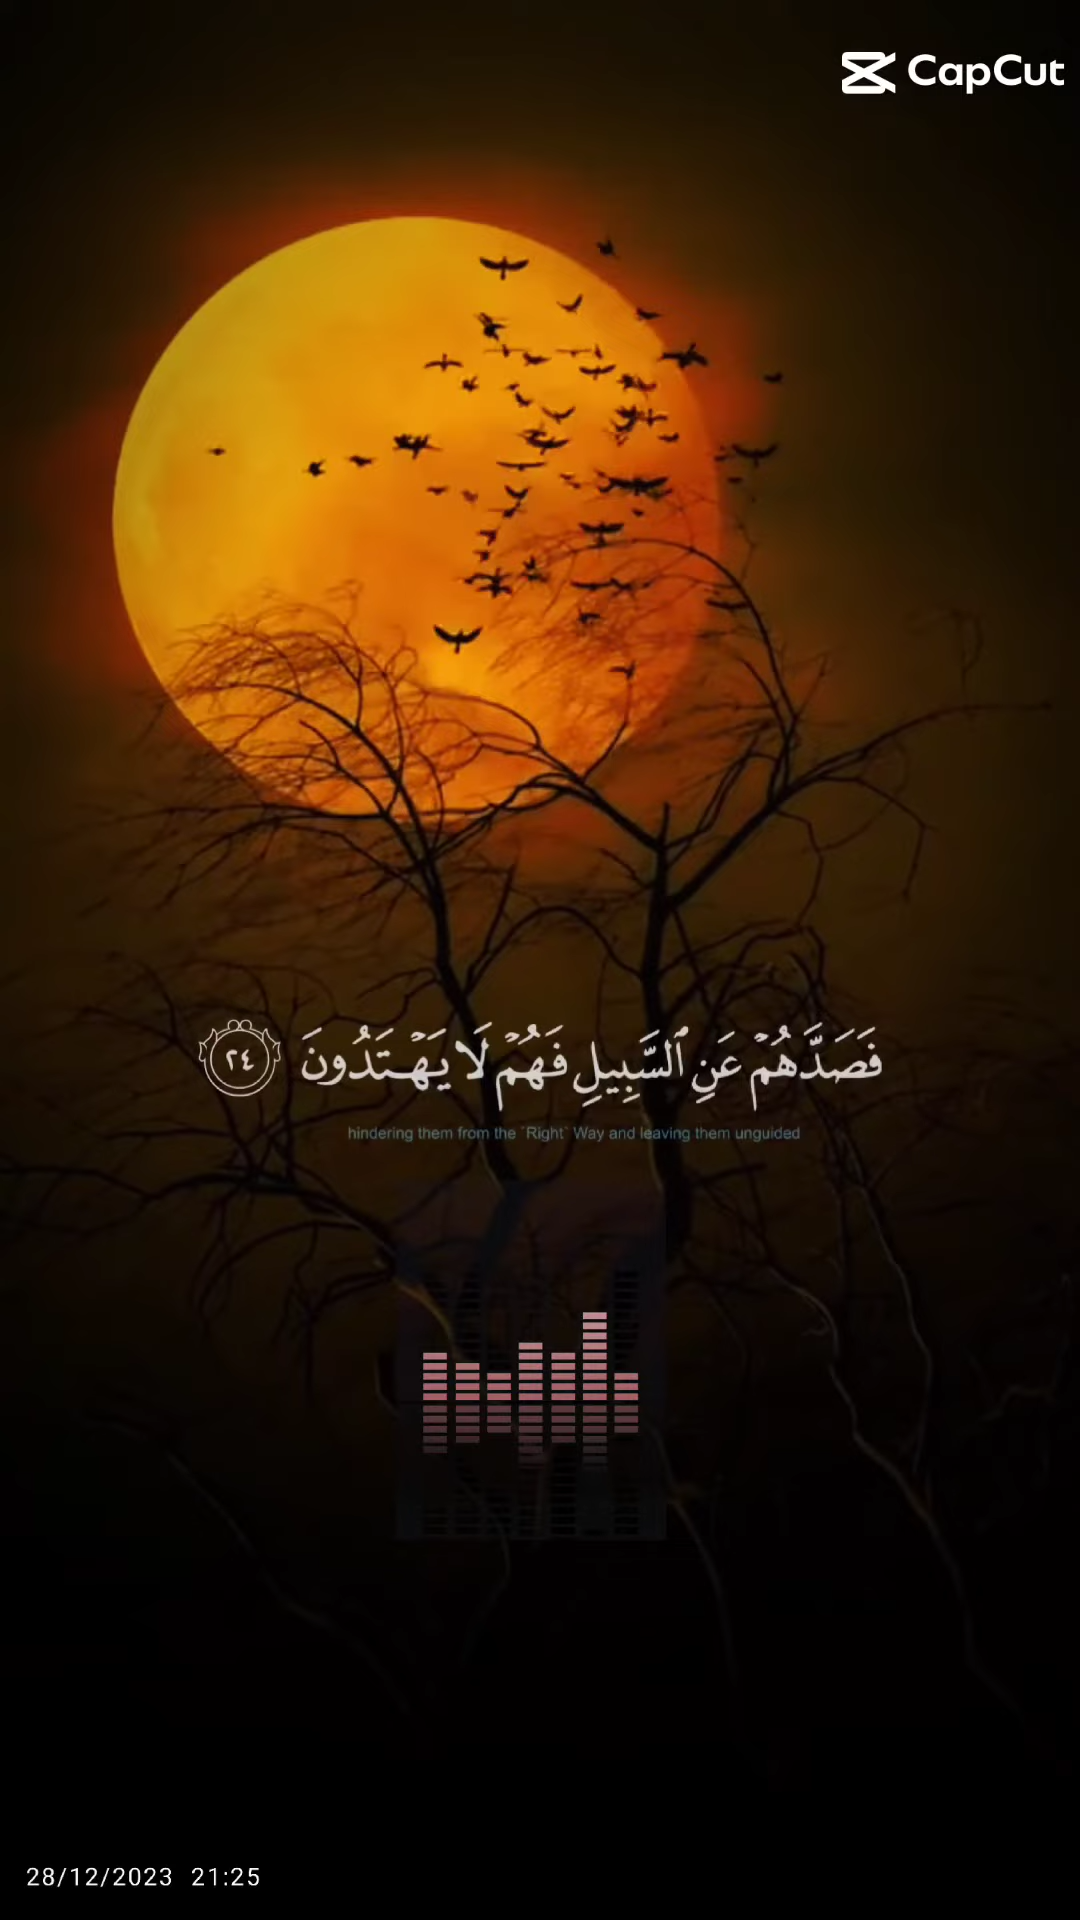 CapCut
فَصَدَّهُمْ عَنِ ٱلسَّبِيلِ فَهُمْ لَا يَهْتَدُونَ ٢٤
hindering them from the `Right` Way and leaving them unguided
28/12/2023 21:25